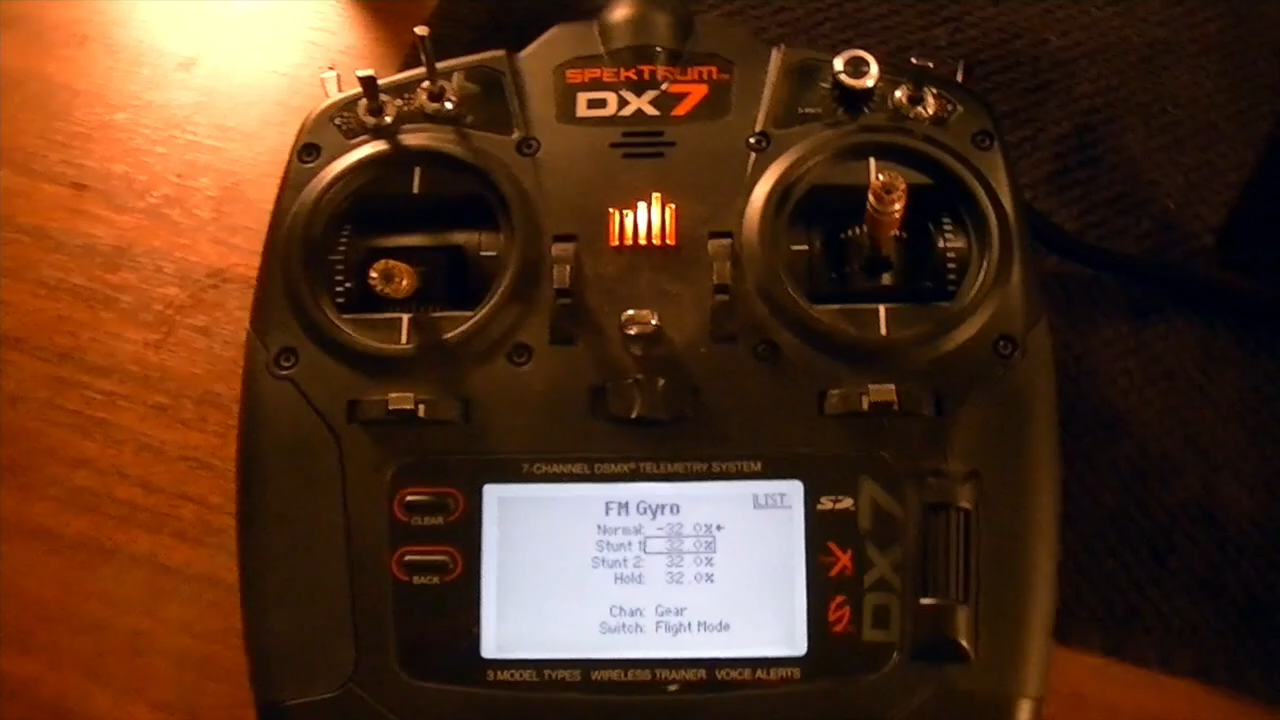 SPEKTRUM
DX7
7-CHANNEL DSMX® TELEMETRY SYSTEM
CLEAR
BACK
FM Gyro
LIST
Normal: -32.0%←
Stunt 1: 32.0%
Stunt 2: 32.0%
Hold: 32.0%
Chan: Gear
Switch: Flight Mode
SD
DX7
3 MODEL TYPES WIRELESS TRAINER VOICE ALERTS